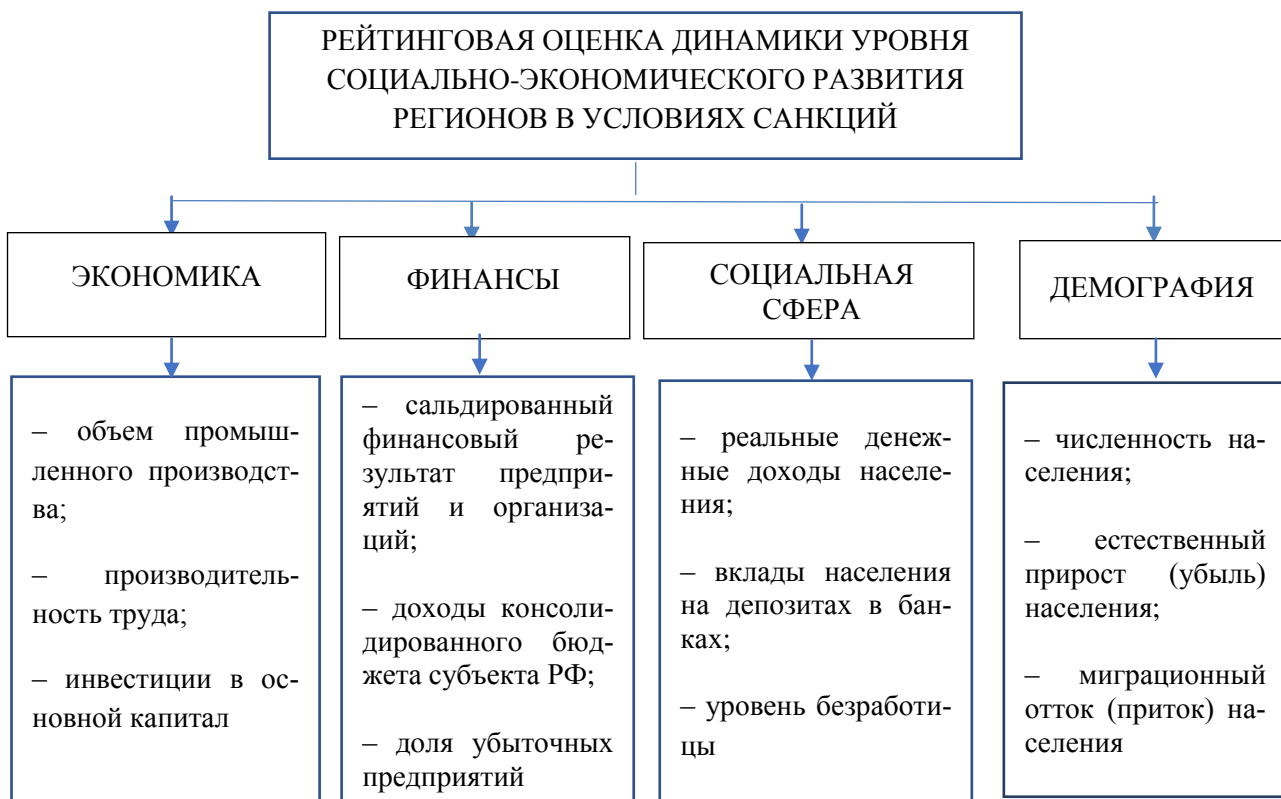 РЕЙТИНГОВАЯ ОЦЕНКА ДИНАМИКИ УРОВНЯ
СОЦИАЛЬНО-ЭКОНОМИЧЕСКОГО РАЗВИТИЯ
РЕГИОНОВ В УСЛОВИЯХ САНКЦИЙ
ЭКОНОМИКА
ФИНАНСЫ
СОЦИАЛЬНАЯ
СФЕРА
ДЕМОГРАФИЯ
– объем промыш-
ленного производст-
ва;
– производитель-
ность труда;
– инвестиции в ос-
новной капитал
– сальдированный
финансовый ре-
зультат предпри-
ятий и организа-
ций;
– доходы консоли-
дированного бюд-
жета субъекта РФ;
– доля убыточных
предприятий
– реальные денеж-
ные доходы населе-
ния;
– вклады населения
на депозитах в бан-
ках;
– уровень безработи-
цы
– численность на-
селения;
– естественный
прирост (убыль)
населения;
– миграционный
отток (приток) на-
селения